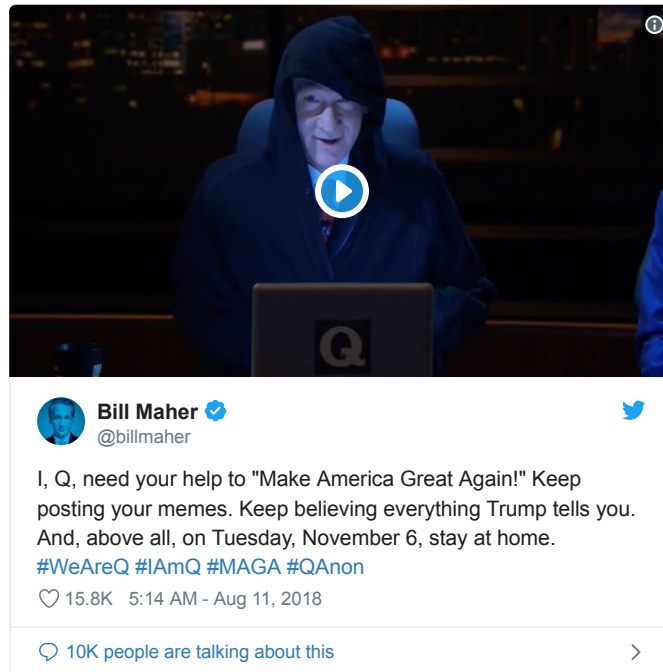 Q
Bill Maher
@billmaher
I, Q, need your help to "Make America Great Again!" Keep
posting your memes. Keep believing everything Trump tells you.
And, above all, on Tuesday, November 6, stay at home.
#WeAreQ #IAmQ #MAGA #QAnon
15.8K 5:14 AM - Aug 11, 2018
10K people are talking about this